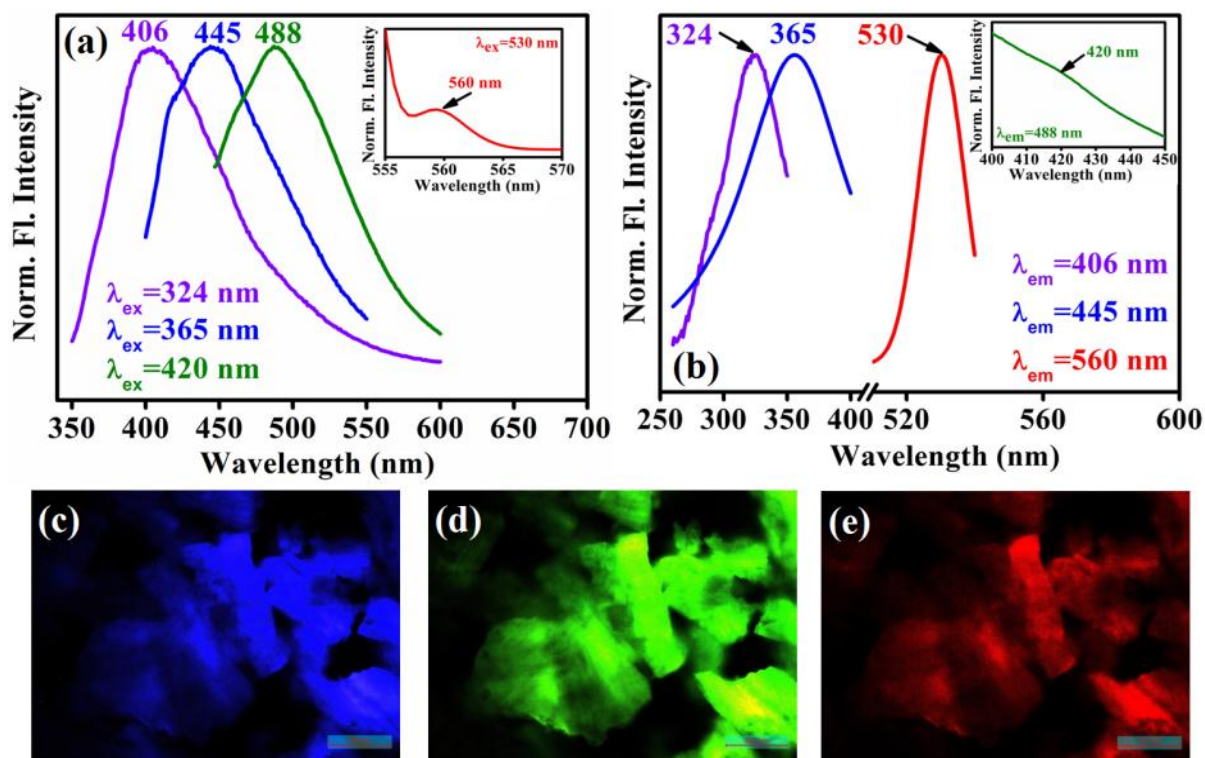 (a)
406 445 488
λex=530 nm
560 nm
Norm. Fl. Intensity
555 560 565 570
Wavelength (nm)
Norm. Fl. Intensity
λex=324 nm
λex=365 nm
λex=420 nm
350 400 450 500 550 600 650 700
Wavelength (nm)
324 365 530
420 nm
Norm. Fl. Intensity
λem=488 nm
400 410 420 430 440 450
Wavelength (nm)
Norm. Fl. Intensity
λem=406 nm
λem=445 nm
λem=560 nm
(b)
250 300 350 400 520 560 600
Wavelength (nm)
(c)
(d)
(e)